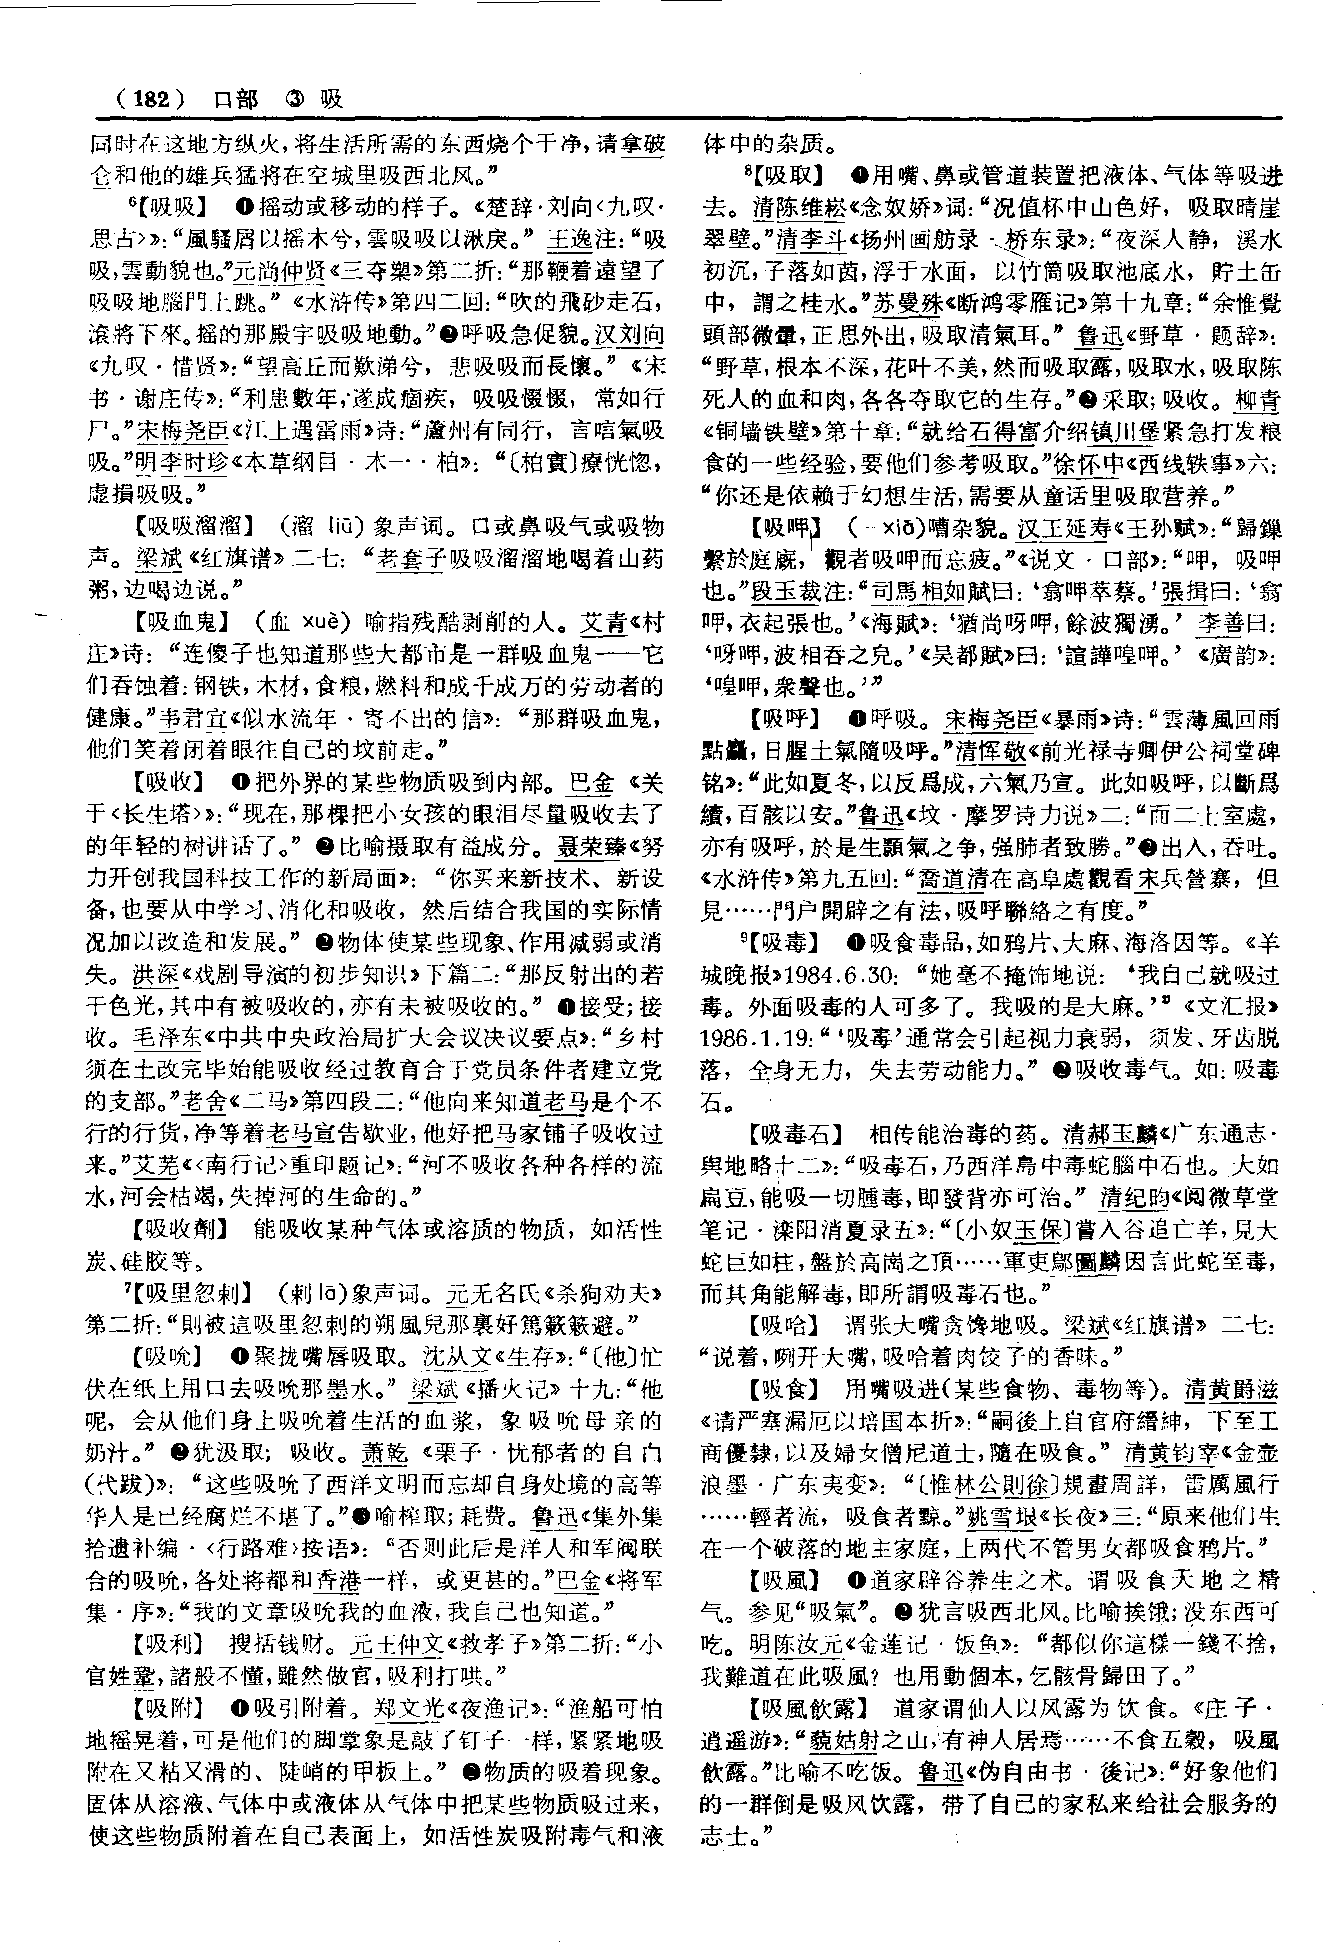 (182) 口部 ③ 吸
同时在这地方纵火，将生活所需的东西烧个干净，请拿破
仑和他的雄兵猛将在空城里吸西北风。”
⁶【吸吸】 ❶摇动或移动的样子。《楚辞·刘向〈九叹·
思古〉》：“風騷屑以摇木兮，雲吸吸以湫戾。” 王逸注：“吸
吸，雲動貌也。”元尚仲贤《三夺槊》第二折：“那鞭着遠望了
吸吸地腦門上跳。” 《水浒传》第四二回：“吹的飛砂走石，
滾將下來。摇的那殿宇吸吸地動。”❷呼吸急促貌。汉刘向
《九叹·惜贤》：“望高丘而歎涕兮，悲吸吸而長懷。” 《宋
书·谢庄传》：“利患數年，遂成痼疾，吸吸惙惙，常如行
尸。”宋梅尧臣《江上遇雷雨》诗：“蘆州有同行，言唁氣吸
吸。”明李时珍《本草纲目·木一·柏》：“〔柏實〕療恍惚，
虚損吸吸。”
【吸吸溜溜】 （溜 liū）象声词。口或鼻吸气或吸物
声。梁斌《红旗谱》二七：“老套子吸吸溜溜地喝着山药
粥，边喝边说。”
【吸血鬼】 （血 xuè）喻指残酷剥削的人。艾青《村
庄》诗：“连傻子也知道那些大都市是一群吸血鬼——它
们吞蚀着：钢铁，木材，食粮，燃料和成千成万的劳动者的
健康。”韦君宜《似水流年·寄不出的信》：“那群吸血鬼，
他们笑着闭着眼往自己的坟前走。”
【吸收】 ❶把外界的某些物质吸到内部。巴金《关
于〈长生塔〉》：“现在，那棵把小女孩的眼泪尽量吸收去了
的年轻的树讲话了。” ❷比喻摄取有益成分。聂荣臻《努
力开创我国科技工作的新局面》：“你买来新技术、新设
备，也要从中学习、消化和吸收，然后结合我国的实际情
况加以改造和发展。” ❷物体使某些现象、作用减弱或消
失。洪深《戏剧导演的初步知识》下篇二：“那反射出的若
干色光，其中有被吸收的，亦有未被吸收的。” ❶接受；接
收。毛泽东《中共中央政治局扩大会议决议要点》：“乡村
须在土改完毕始能吸收经过教育合于党员条件者建立党
的支部。”老舍《二马》第四段二：“他向来知道老马是个不
行的行货，净等着老马宣告歇业，他好把马家铺子吸收过
来。”艾芜《〈南行记〉重印题记》：“河不吸收各种各样的流
水，河会枯竭，失掉河的生命的。”
【吸收劑】 能吸收某种气体或溶质的物质，如活性
炭、硅胶等。
⁷【吸里忽剌】 （剌 lā）象声词。元无名氏《杀狗劝夫》
第二折：“則被這吸里忽剌的朔風兒那裏好篤簌簌避。”
【吸吮】 ❶聚拢嘴唇吸取。沈从文《生存》：“〔他〕忙
伏在纸上用口去吸吮那墨水。” 梁斌《播火记》十九：“他
呢，会从他们身上吸吮着生活的血浆，象吸吮母亲的
奶汁。” ❷犹汲取；吸收。萧乾《栗子·忧郁者的自白
（代跋）》：“这些吸吮了西洋文明而忘却自身处境的高等
华人是已经腐烂不堪了。”❸喻榨取；耗费。鲁迅《集外集
拾遗补编·〈行路难〉按语》：“否则此后是洋人和军阀联
合的吸吮，各处将都和香港一样，或更甚的。”巴金《将军
集·序》：“我的文章吸吮我的血液，我自己也知道。”
【吸利】 搜括钱财。元王仲文《救孝子》第二折：“小
官姓鞏，諸般不懂，雖然做官，吸利打哄。”
【吸附】 ❶吸引附着。郑文光《夜渔记》：“渔船可怕
地摇晃着，可是他们的脚掌象是敲了钉子一样，紧紧地吸
附在又粘又滑的、陡峭的甲板上。” ❷物质的吸着现象。
固体从溶液、气体中或液体从气体中把某些物质吸过来，
使这些物质附着在自己表面上，如活性炭吸附毒气和液
体中的杂质。
⁸【吸取】 ❶用嘴、鼻或管道装置把液体、气体等吸进
去。清陈维崧《念奴娇》词：“况值杯中山色好，吸取晴崖
翠壁。”清李斗《扬州画舫录·桥东录》：“夜深人静，溪水
初沉，子落如茵，浮于水面，以竹筒吸取池底水，貯土缶
中，謂之桂水。”苏曼殊《断鸿零雁记》第十九章：“余惟覺
頭部微暈，正思外出，吸取清氣耳。” 鲁迅《野草·题辞》：
“野草，根本不深，花叶不美，然而吸取露，吸取水，吸取陈
死人的血和肉，各各夺取它的生存。”❷采取；吸收。柳青
《铜墙铁壁》第十章：“就给石得富介绍镇川堡紧急打发粮
食的一些经验，要他们参考吸取。”徐怀中《西线轶事》六：
“你还是依赖于幻想生活，需要从童话里吸取营养。”
【吸呷】 （－xiā）嘈杂貌。汉王延寿《王孙赋》：“歸鏁
繫於庭廐，觀者吸呷而忘疲。”《说文·口部》：“呷，吸呷
也。”段玉裁注：“司馬相如賦曰：‘翕呷萃蔡。’張揖曰：‘翕
呷，衣起張也。’《海賦》：‘猶尚呀呷，餘波獨湧。’ 李善曰：
‘呀呷，波相吞之皃。’《吴都賦》曰：‘諠譁喤呷。’ 《廣韵》：
‘喤呷，衆聲也。’”
【吸呼】 ❶呼吸。宋梅尧臣《暴雨》诗：“雲薄風回雨
點麤，日腥土氣隨吸呼。”清恽敬《前光禄寺卿伊公祠堂碑
铭》：“此如夏冬，以反爲成，六氣乃宣。此如吸呼，以斷爲
續，百骸以安。”鲁迅《坟·摩罗诗力说》二：“而二士室處，
亦有吸呼，於是生顥氣之争，强肺者致勝。”❷出入，吞吐。
《水浒传》第九五回：“喬道清在高阜處觀看宋兵營寨，但
見……門户開辟之有法，吸呼聯絡之有度。”
⁹【吸毒】 ❶吸食毒品，如鸦片、大麻、海洛因等。《羊
城晚报》1984.6.30：“她毫不掩饰地说：‘我自己就吸过
毒。外面吸毒的人可多了。我吸的是大麻。’” 《文汇报》
1986.1.19：“‘吸毒’通常会引起视力衰弱，须发、牙齿脱
落，全身无力，失去劳动能力。” ❷吸收毒气。如：吸毒
石。
【吸毒石】 相传能治毒的药。清郝玉麟《广东通志·
舆地略十二》：“吸毒石，乃西洋島中毒蛇腦中石也。大如
扁豆，能吸一切腫毒，即發背亦可治。” 清纪昀《阅微草堂
笔记·滦阳消夏录五》：“〔小奴玉保〕嘗入谷追亡羊，見大
蛇巨如柱，盤於高崗之頂……軍吏鄔圖麟因言此蛇至毒，
而其角能解毒，即所謂吸毒石也。”
【吸哈】 谓张大嘴贪馋地吸。梁斌《红旗谱》二七：
“说着，咧开大嘴，吸哈着肉饺子的香味。”
【吸食】 用嘴吸进（某些食物、毒物等）。清黄爵滋
《请严塞漏卮以培国本折》：“嗣後上自官府縉紳，下至工
商優隸，以及婦女僧尼道士，隨在吸食。” 清黄钧宰《金壶
浪墨·广东夷变》：“〔惟林公則徐〕規畫周詳，雷厲風行
……輕者流，吸食者黥。”姚雪垠《长夜》三：“原来他们生
在一个破落的地主家庭，上两代不管男女都吸食鸦片。”
【吸風】 ❶道家辟谷养生之术。谓吸食天地之精
气。参见“吸氣”。❷犹言吸西北风。比喻挨饿；没东西可
吃。明陈汝元《金莲记·饭鱼》：“都似你這樣一錢不捨，
我難道在此吸風？也用動個本，乞骸骨歸田了。”
【吸風飲露】 道家谓仙人以风露为饮食。《庄子·
逍遥游》：“藐姑射之山，有神人居焉……不食五穀，吸風
飲露。”比喻不吃饭。鲁迅《伪自由书·後记》：“好象他们
的一群倒是吸风饮露，带了自己的家私来给社会服务的
志士。”